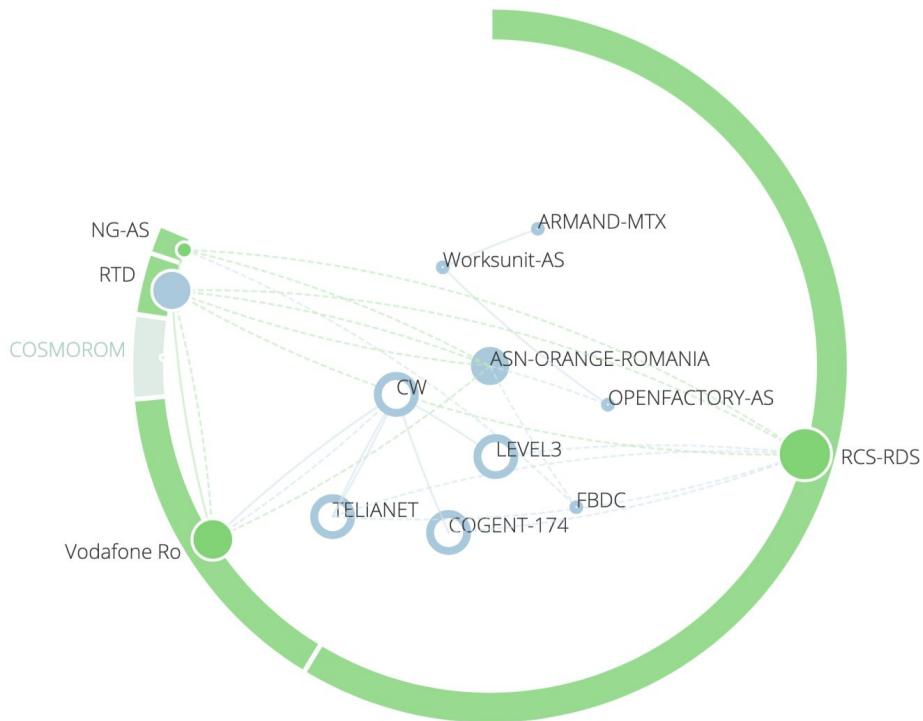 ARMAND-MTX
NG-AS
Worksunit-AS
RTD
COSMOROM
ASN-ORANGE-ROMANIA
CW
OPENFACTORY-AS
LEVEL3
RCS-RDS
FBDC
TELIANET
COGENT-174
Vodafone Ro